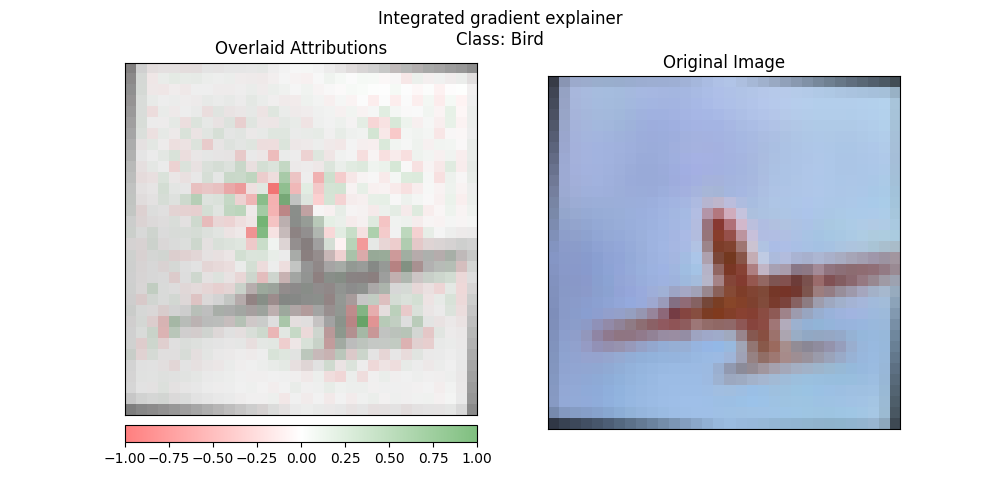 Integrated gradient explainer
Class: Bird
Overlaid Attributions
Original Image
−1.00 −0.75 −0.50 −0.25 0.00 0.25 0.50 0.75 1.00